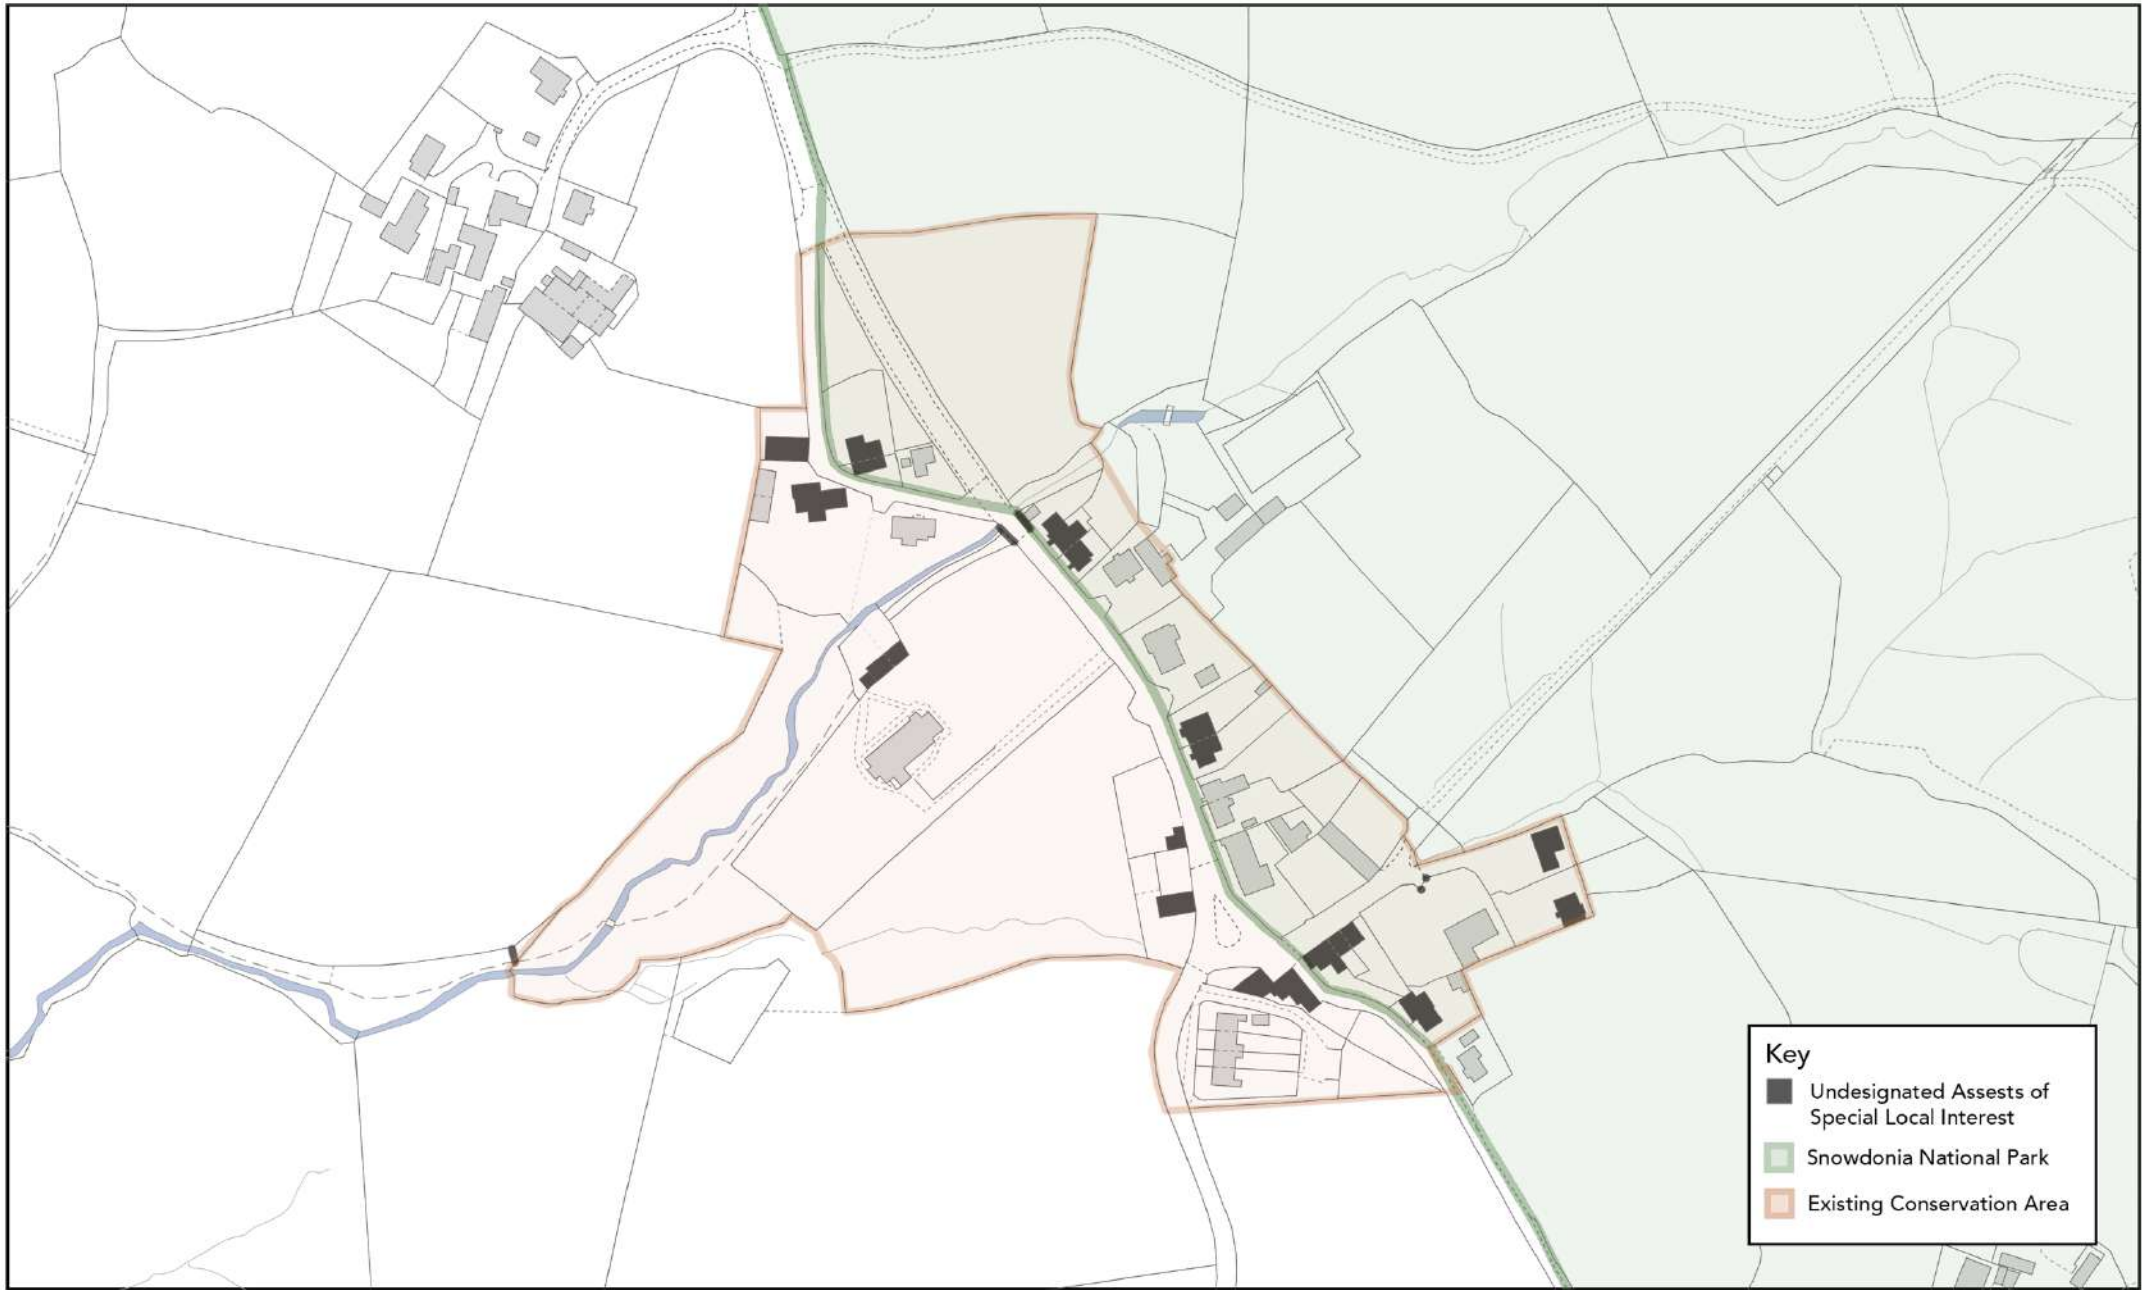 Key
Undesignated Assests of
Special Local Interest
Snowdonia National Park
Existing Conservation Area